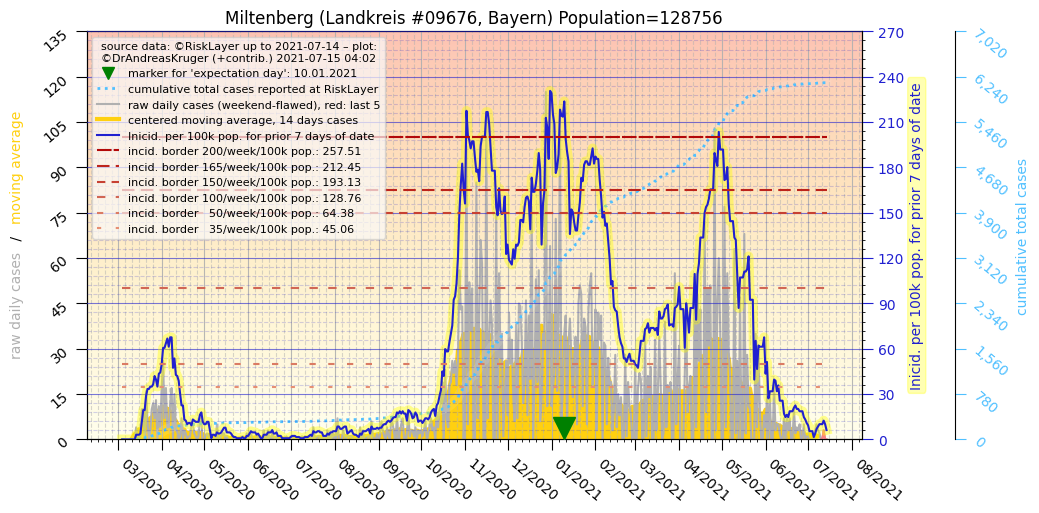 Miltenberg (Landkreis #09676, Bayern) Population=128756
source data: ©RiskLayer up to 2021-07-14 – plot:
©DrAndreasKruger (+contrib.) 2021-07-15 04:02
marker for 'expectation day': 10.01.2021
cumulative total cases reported at RiskLayer
raw daily cases (weekend-flawed), red: last 5
centered moving average, 14 days cases
Inicid. per 100k pop. for prior 7 days of date
incid. border 200/week/100k pop.: 257.51
incid. border 165/week/100k pop.: 212.45
incid. border 150/week/100k pop.: 193.13
incid. border 100/week/100k pop.: 128.76
incid. border 50/week/100k pop.: 64.38
incid. border 35/week/100k pop.: 45.06
raw daily cases / moving average
135
120
105
90
75
60
45
30
15
0
270
240
210
180
150
120
90
60
30
0
Inicid. per 100k pop. for prior 7 days of date
7,020
6,240
5,460
4,680
3,900
3,120
2,340
1,560
780
0
cumulative total cases
03/2020
04/2020
05/2020
06/2020
07/2020
08/2020
09/2020
10/2020
11/2020
12/2020
01/2021
02/2021
03/2021
04/2021
05/2021
06/2021
07/2021
08/2021